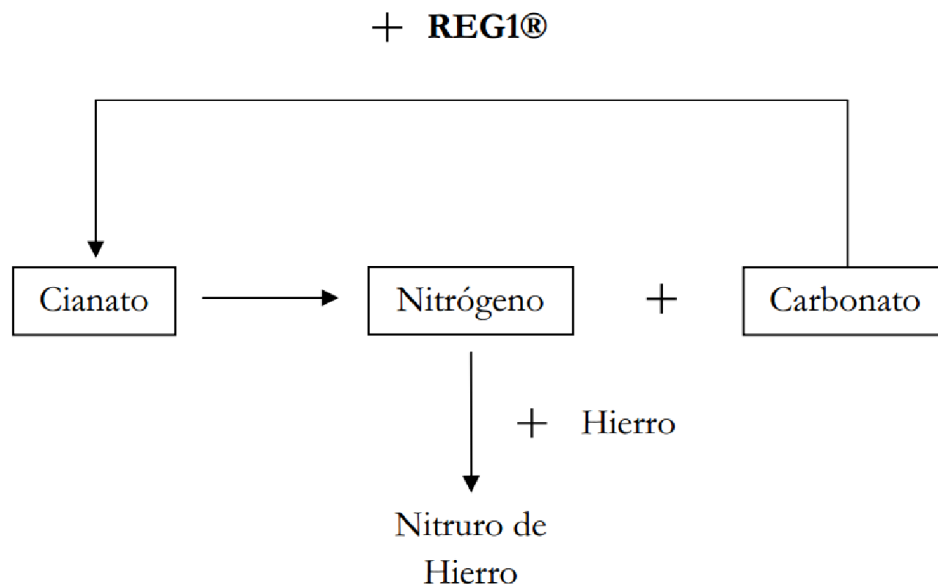 + REG1®
Cianato
Nitrógeno
+
Carbonato
+ Hierro
Nitruro de
Hierro